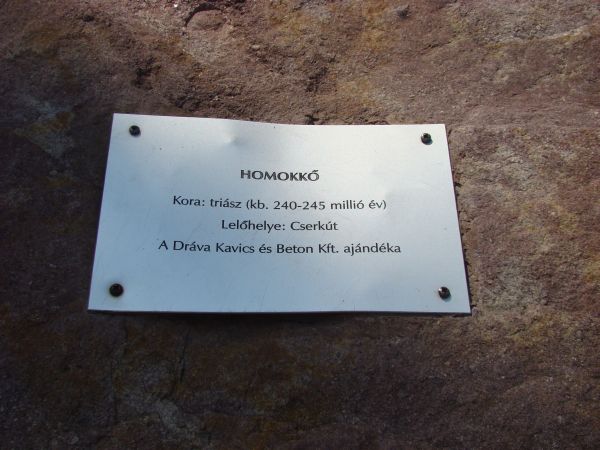 HOMOKKŐ
Kora: triász (kb. 240-245 millió év)
Lelőhelye: Cserkút
A Dráva Kavics és Beton Kft. ajándéka